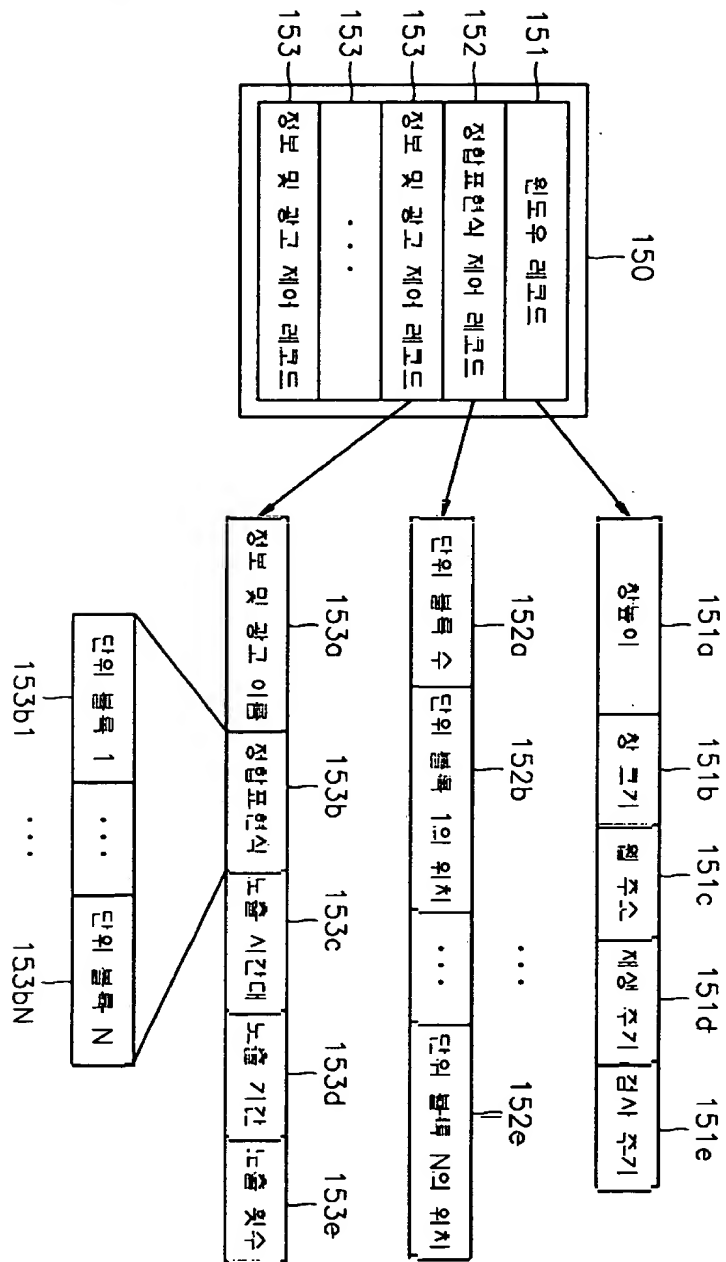 151a
151b
151c
151d
151e
창높이
창 크기
웹 주소
재생 주기
검사 주기
150
151
윈도우 레코드
152
정합표현식 제어 레코드
153
정보 및 광고 제어 레코드
153
...
153
정보 및 광고 제어 레코드
152a
152b
...
152e
단위 블록 수
단위 블록 1의 위치
...
단위 블록 N의 위치
153a
153b
153c
153d
153e
정보 및 광고 이름
정합표현식
노출 시간대
노출 기간
노출 횟수
단위 블록 1
...
단위 블록 N
153b1
...
153bN